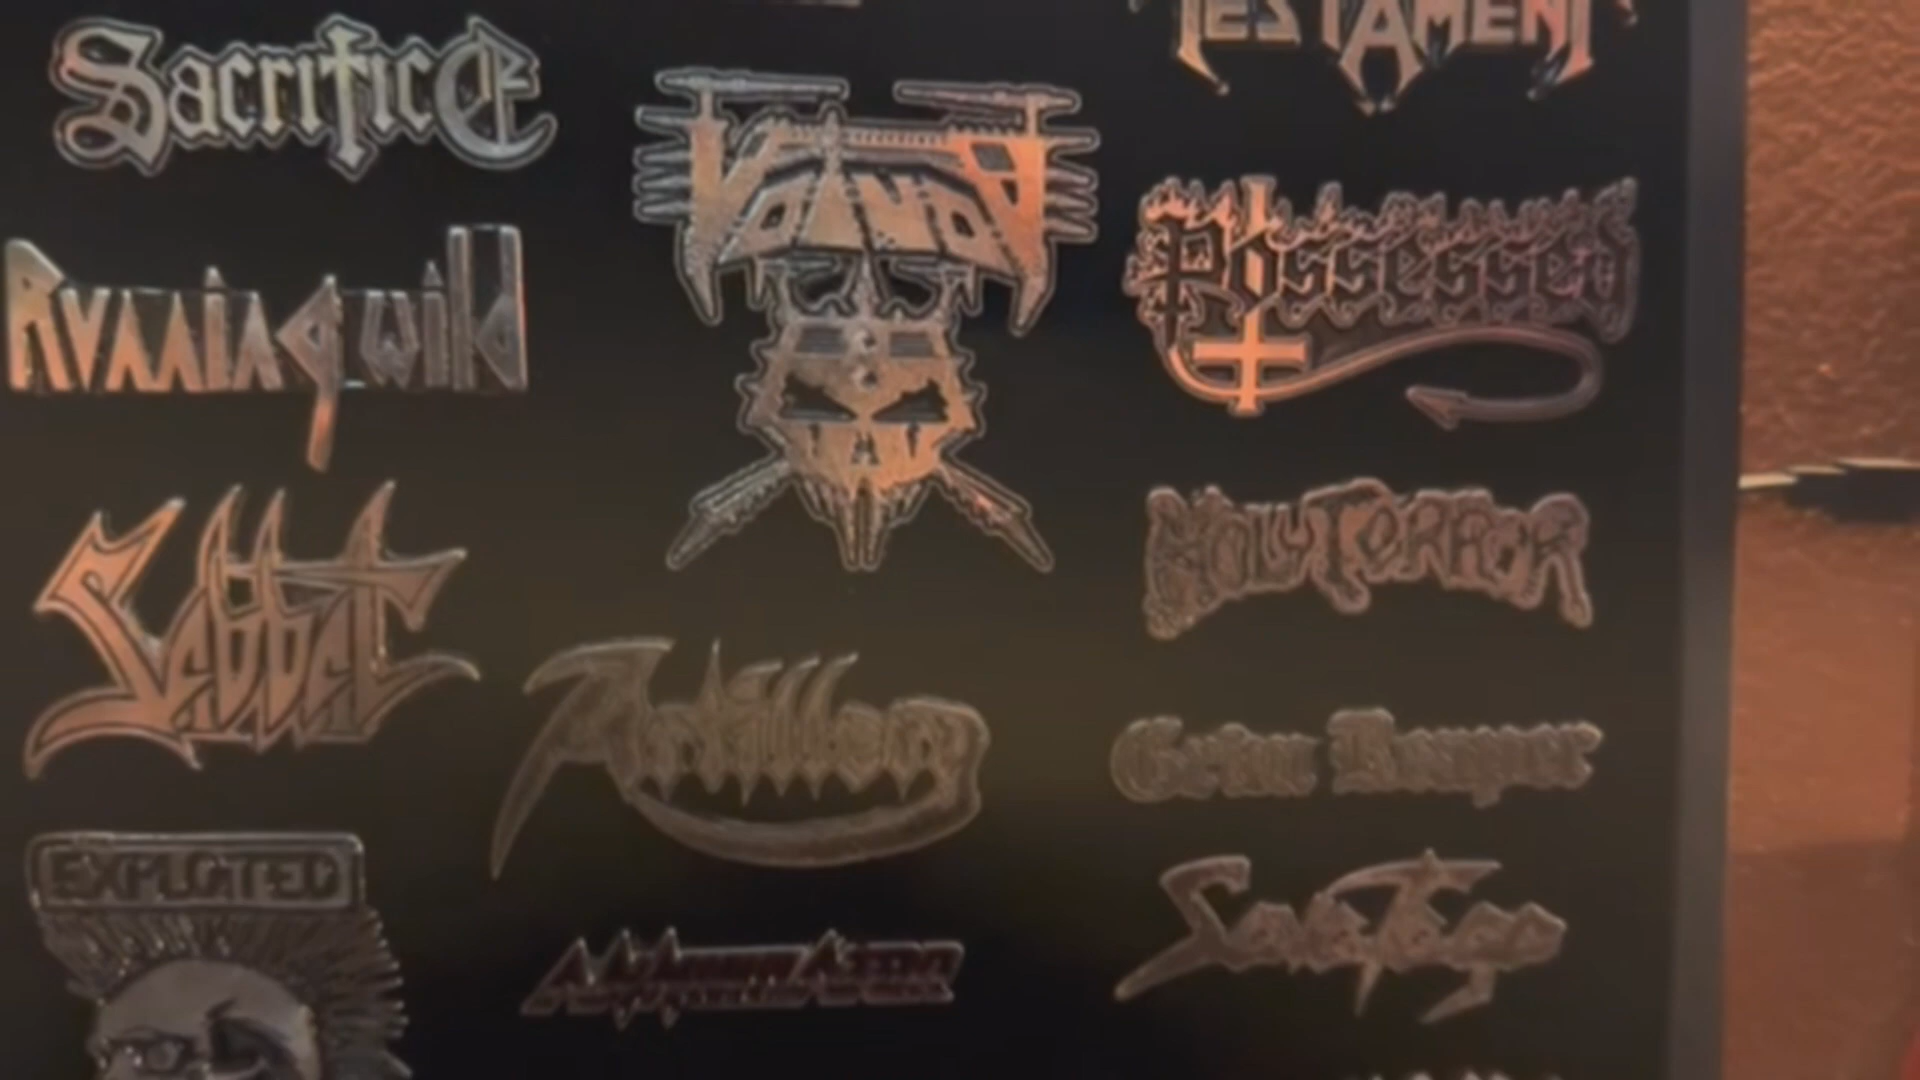 Sacrifice
TESTAMENT
VOIVOD
Possessed
Running wild
Sabbat
HOLY TERROR
Artillery
Grim Reaper
EXPLOITED
Savatage